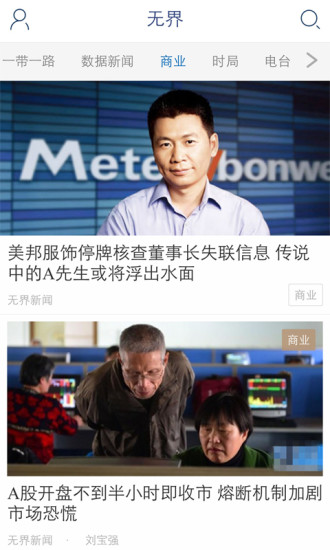 无界
一带一路 数据新闻 商业 时局 电台
Mete bonwe
美邦服饰停牌核查董事长失联信息 传说
中的A先生或将浮出水面
无界新闻
商业
商业
A股开盘不到半小时即收市 熔断机制加剧
市场恐慌
无界新闻 · 刘宝强